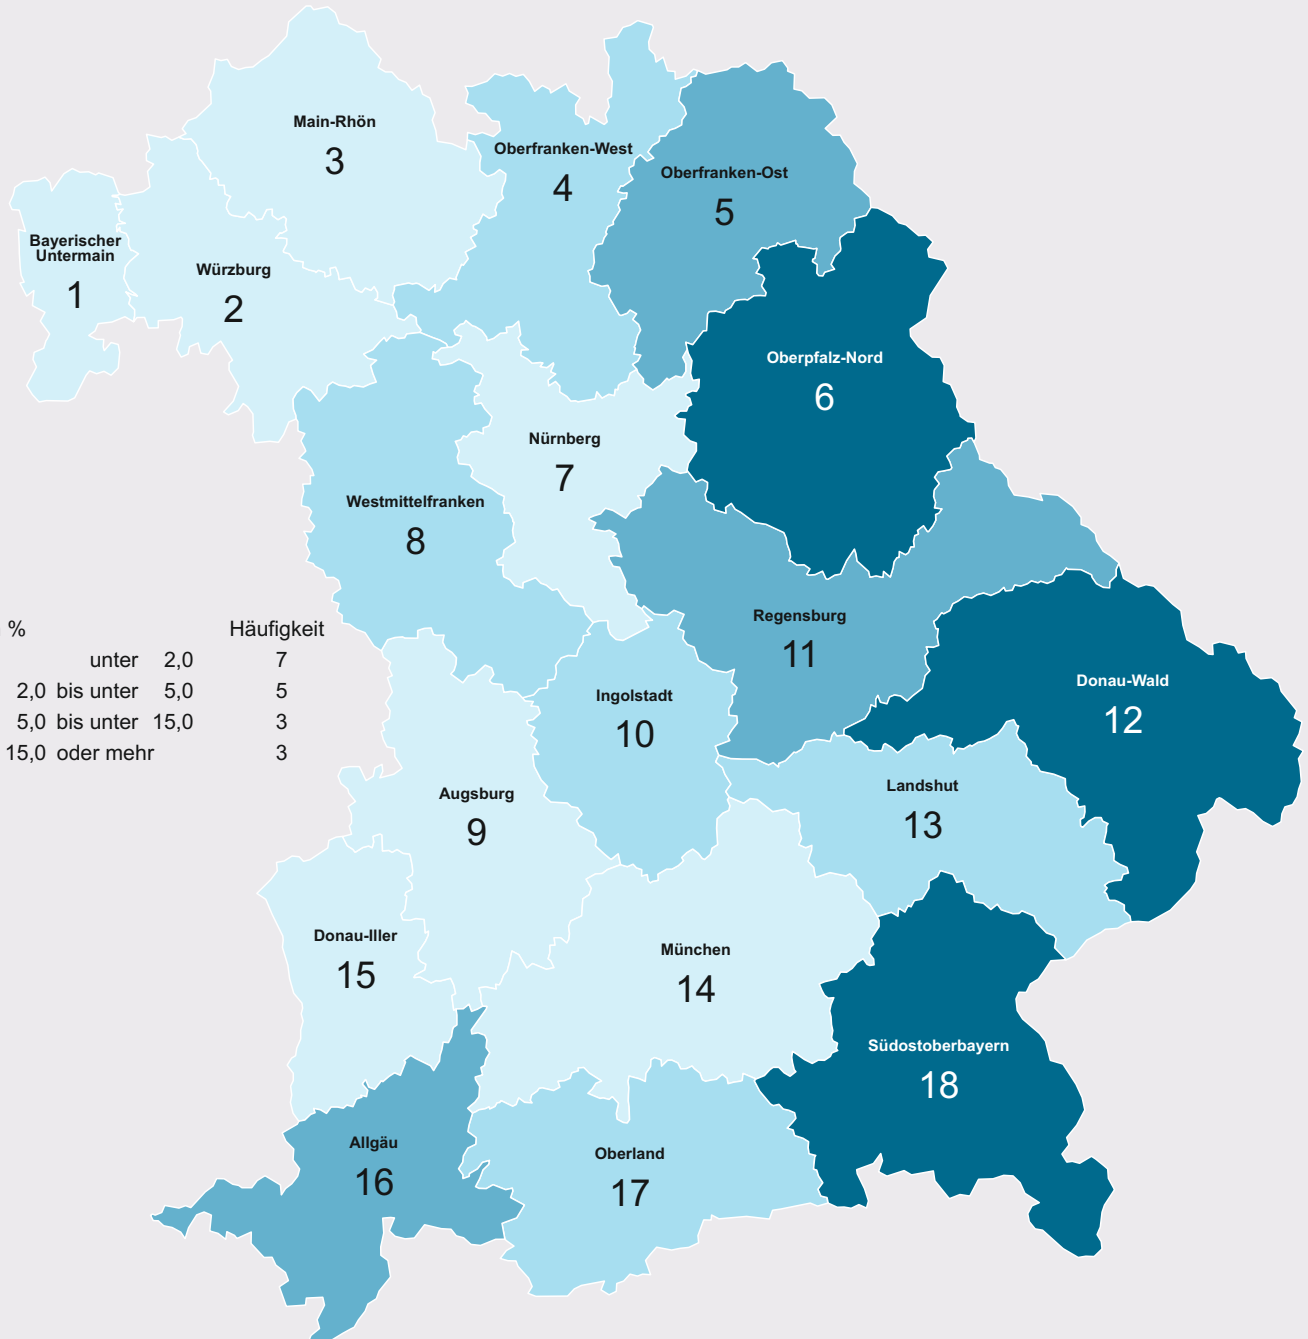 Main-Rhön
3
Oberfranken-West
4
Oberfranken-Ost
5
Bayerischer
Untermain
1
Würzburg
2
Oberpfalz-Nord
6
Nürnberg
7
Westmittelfranken
8
% Häufigkeit
unter 2,0 7
2,0 bis unter 5,0 5
5,0 bis unter 15,0 3
15,0 oder mehr 3
Regensburg
11
Ingolstadt
10
Donau-Wald
12
Augsburg
9
Landshut
13
Donau-Iller
15
München
14
Südostoberbayern
18
Allgäu
16
Oberland
17